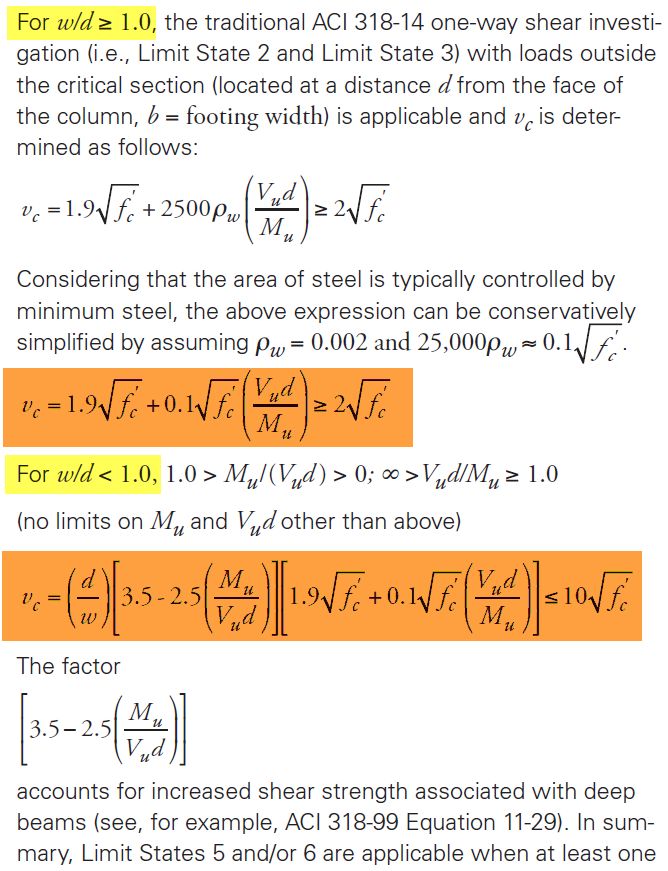 For w/d ≥ 1.0, the traditional ACI 318-14 one-way shear investi-
gation (i.e., Limit State 2 and Limit State 3) with loads outside
the critical section (located at a distance d from the face of
the column, b = footing width) is applicable and v_c is deter-
mined as follows:
v_c = 1.9√f'_c + 2500ρ_w (V_u d / M_u) ≥ 2√f'_c
Considering that the area of steel is typically controlled by
minimum steel, the above expression can be conservatively
simplified by assuming ρ_w = 0.002 and 25,000ρ_w ≈ 0.1√f'_c.
v_c = 1.9√f'_c + 0.1√f'_c (V_u d / M_u) ≥ 2√f'_c
For w/d < 1.0, 1.0 > M_u/(V_u d) > 0; ∞ > V_u d/M_u ≥ 1.0
(no limits on M_u and V_u d other than above)
v_c = (d / w) [3.5 - 2.5 (M_u / V_u d)] [1.9√f'_c + 0.1√f'_c (V_u d / M_u)] ≤ 10√f'_c
The factor
[3.5 – 2.5 (M_u / V_u d)]
accounts for increased shear strength associated with deep
beams (see, for example, ACI 318-99 Equation 11-29). In sum-
mary, Limit States 5 and/or 6 are applicable when at least one